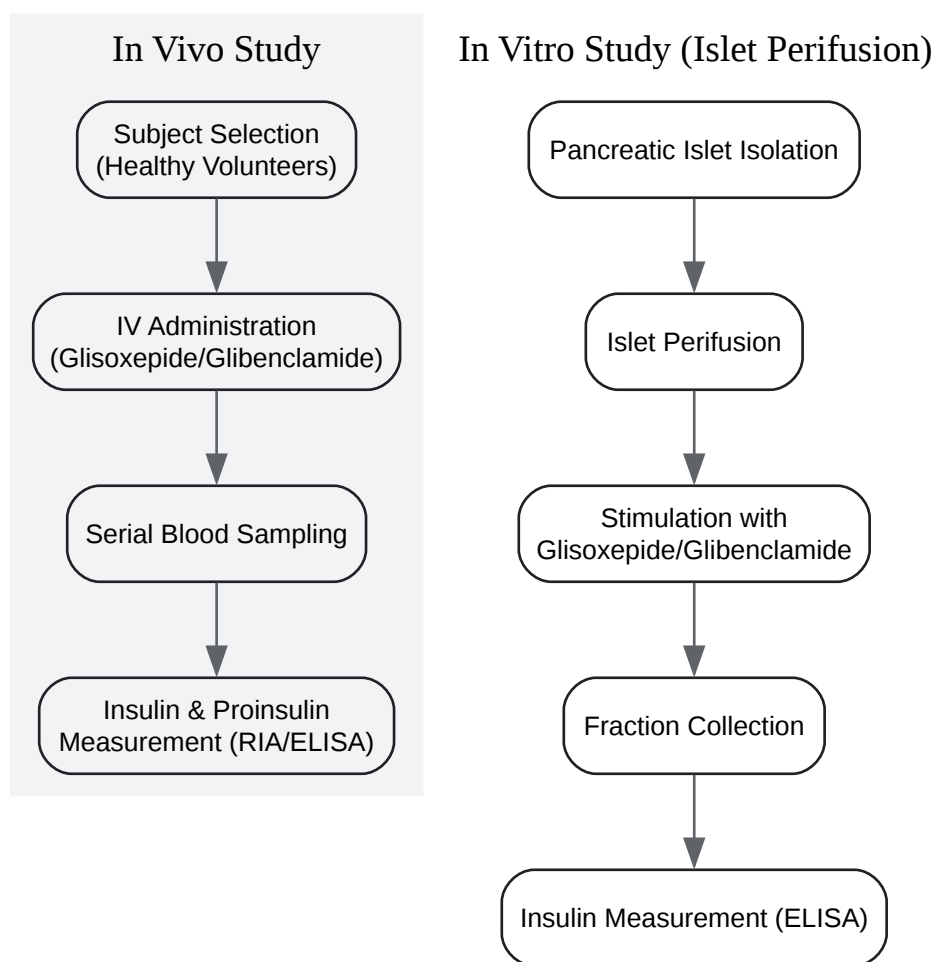 In Vivo Study
Subject Selection
(Healthy Volunteers)
IV Administration
(Glisoxepide/Glibenclamide)
Serial Blood Sampling
Insulin & Proinsulin
Measurement (RIA/ELISA)
In Vitro Study (Islet Perifusion)
Pancreatic Islet Isolation
Islet Perifusion
Stimulation with
Glisoxepide/Glibenclamide
Fraction Collection
Insulin Measurement (ELISA)